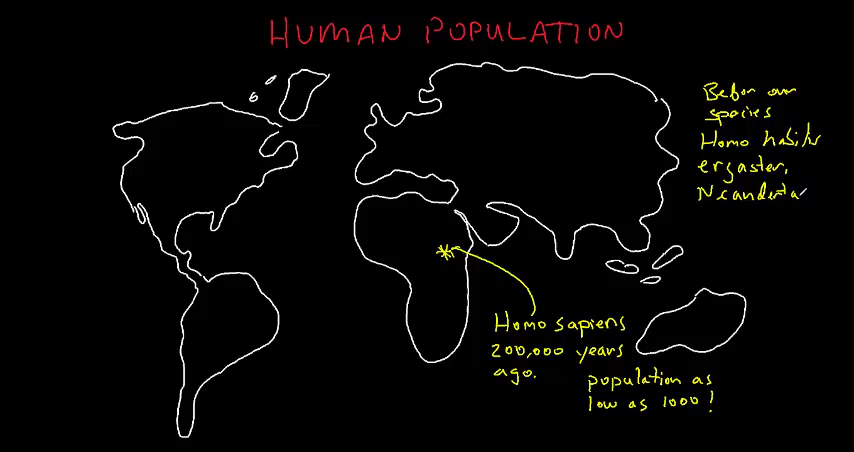 HUMAN POPULATION
Before our
species
Homo habilis
ergaster,
Neanderta
Homo sapiens
200,000 years
ago.
population as
low as 1000!